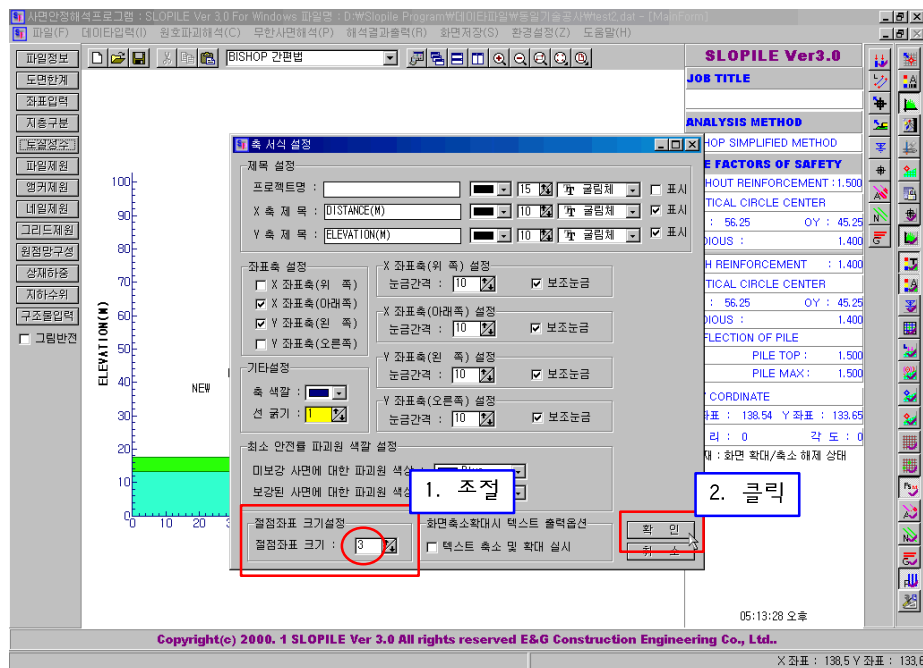 사면안정해석프로그램 : SLOPILE Ver 3.0 For Windows 파일명 : D:₩Slopile Program₩데이타파일₩동일기술공사₩test2.dat - [MainForm]
파일(F) 데이타입력(I) 원호파괴해석(C) 무한사면해석(P) 해석결과출력(R) 화면저장(S) 환경설정(Z) 도움말(H)
BISHOP 간편법
파일정보
도면한계
좌표입력
지층구분
토질정수
파일제원
앵커제원
네일제원
그리드제원
원점망구성
상재하중
지하수위
구조물입력
그림반전
ELEVATION(M)
100
90
80
70
60
50
40
30
20
10
0
0 10 20 3
NEW
축 서식 설정
제목 설정
프로젝트명 : 15 굴림체 표시
X 축 제 목 : DISTANCE(M) 10 굴림체 표시
Y 축 제 목 : ELEVATION(M) 10 굴림체 표시
좌표축 설정
X 좌표축(위 쪽)
X 좌표축(아래쪽)
Y 좌표축(왼 쪽)
Y 좌표축(오른쪽)
기타설정
축 색깔 :
선 굵기 : 1
X 좌표축(위 쪽) 설정
눈금간격 : 10 보조눈금
X 좌표축(아래쪽) 설정
눈금간격 : 10 보조눈금
Y 좌표축(왼 쪽) 설정
눈금간격 : 10 보조눈금
Y 좌표축(오른쪽) 설정
눈금간격 : 10 보조눈금
최소 안전률 파괴원 색깔 설정
미보강 사면에 대한 파괴원 색상 : Blue
보강된 사면에 대한 파괴원 색상
1. 조절
2. 클릭
절점좌표 크기설정
절점좌표 크기 : 3
화면축소확대시 텍스트 출력옵션
텍스트 축소 및 확대 실시
확 인
취 소
SLOPILE Ver3.0
JOB TITLE
ANALYSIS METHOD
HOP SIMPLIFIED METHOD
E FACTORS OF SAFETY
HOUT REINFORCEMENT : 1.500
TICAL CIRCLE CENTER
: 56.25 OY : 45.25
DIOUS : 1.400
H REINFORCEMENT : 1.400
TICAL CIRCLE CENTER
: 56.25 OY : 45.25
DIOUS : 1.400
FLECTION OF PILE
PILE TOP : 1.500
PILE MAX : 1.500
CORDINATE
좌표 : 138.54 Y 좌표 : 133.65
리 : 0 각 도 : 0
재 : 화면 확대/축소 해제 상태
05:13:28 오후
Copyright(c) 2000. 1 SLOPILE Ver 3.0 All rights reserved E&G Construction Engineering Co., Ltd..
X 좌표 : 138,5 Y 좌표 : 133,6